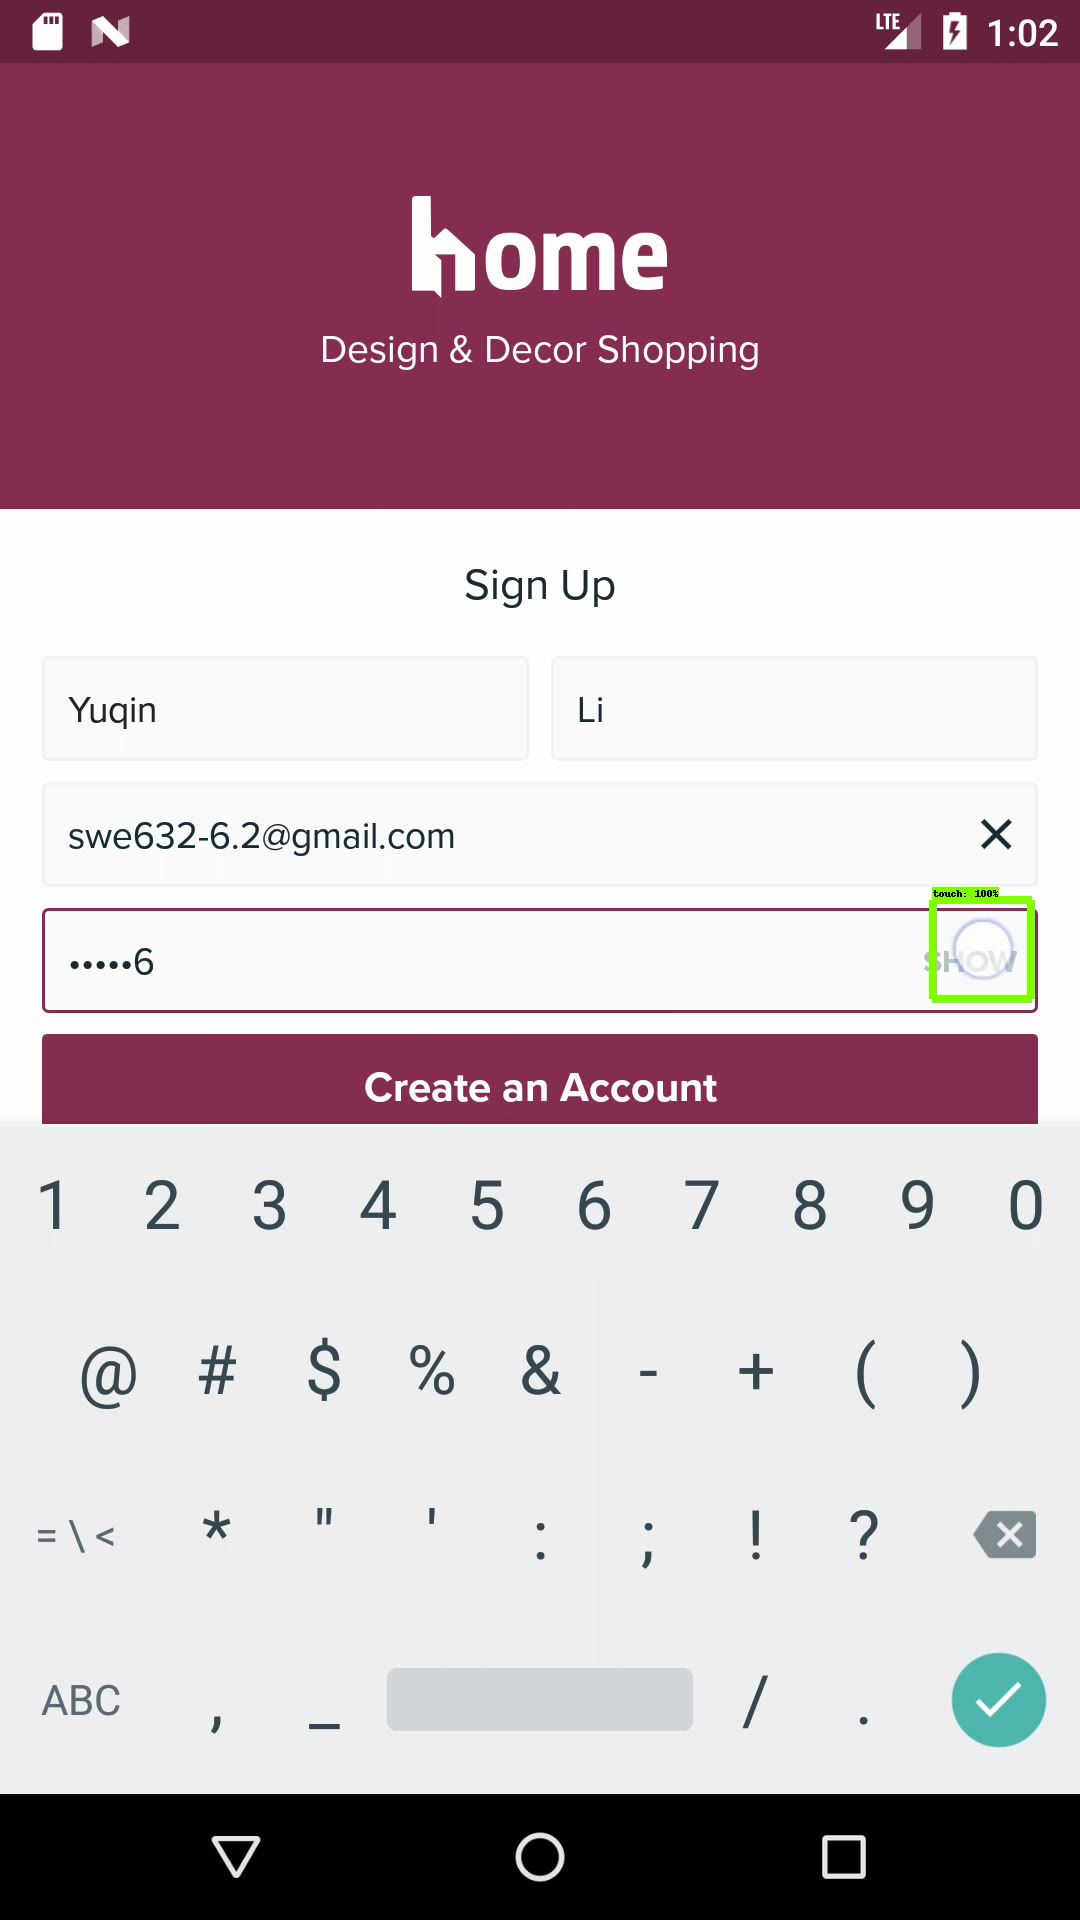 LTE 1:02
home
Design & Decor Shopping
Sign Up
Yuqin Li
swe632-6.2@gmail.com
touch: 100%
•••••6 SHOW
Create an Account
1 2 3 4 5 6 7 8 9 0
@ # $ % & - + ( )
= \ < * " ' : ; ! ?
ABC , _ / .